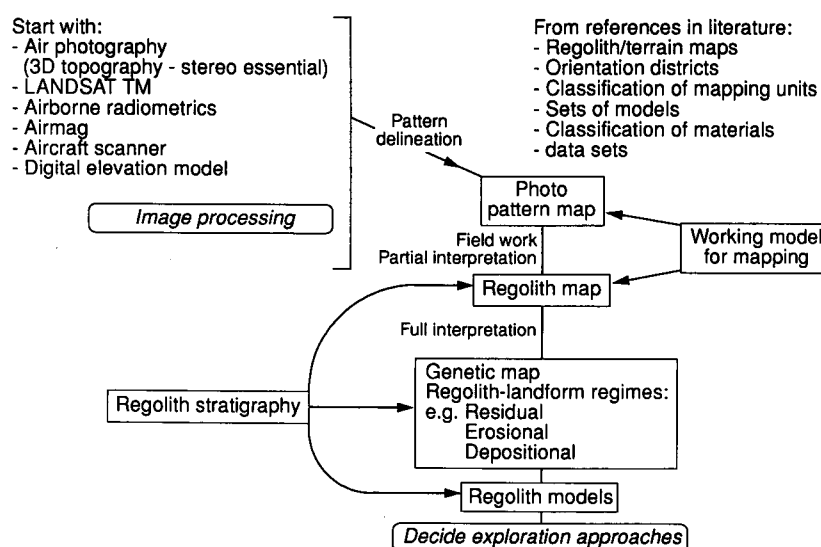 Start with:
- Air photography
(3D topography - stereo essential)
- LANDSAT TM
- Airborne radiometrics
- Airmag
- Aircraft scanner
- Digital elevation model
Image processing
From references in literature:
- Regolith/terrain maps
- Orientation districts
- Classification of mapping units
- Sets of models
- Classification of materials
- data sets
Pattern
delineation
Photo
pattern map
Working model
for mapping
Field work
Partial interpretation
Regolith map
Full interpretation
Genetic map
Regolith-landform regimes:
e.g. Residual
Erosional
Depositional
Regolith stratigraphy
Regolith models
Decide exploration approaches